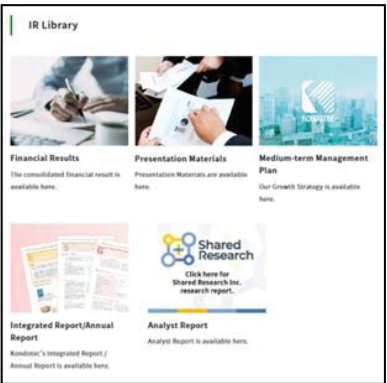 IR Library
KONDOTEC
Financial Results
The consolidated financial result is
available here.
Presentation Materials
Presentation Materials are available
here.
Medium-term Management
Plan
Our Growth Strategy is available
here.
Shared
Research
Click here for
Shared Research Inc.
research report.
Integrated Report/Annual
Report
Kondotec's Integrated Report /
Annual Report is available here.
Analyst Report
Analyst Report is available here.